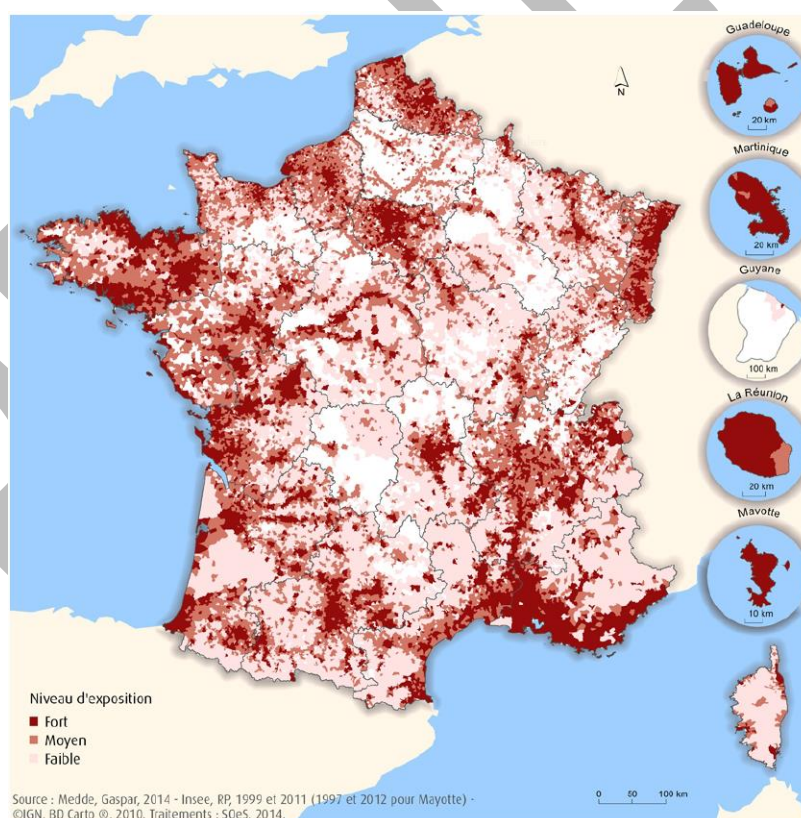 Guadeloupe
N
20 km
Martinique
20 km
Guyane
100 km
La Réunion
20 km
Mayotte
10 km
Niveau d'exposition
Fort
Moyen
Faible
0 50 100 km
Source : Medde, Gaspar, 2014 - Insee, RP, 1999 et 2011 (1997 et 2012 pour Mayotte) -
©IGN, BD Carto ®, 2010. Traitements : SOeS, 2014.